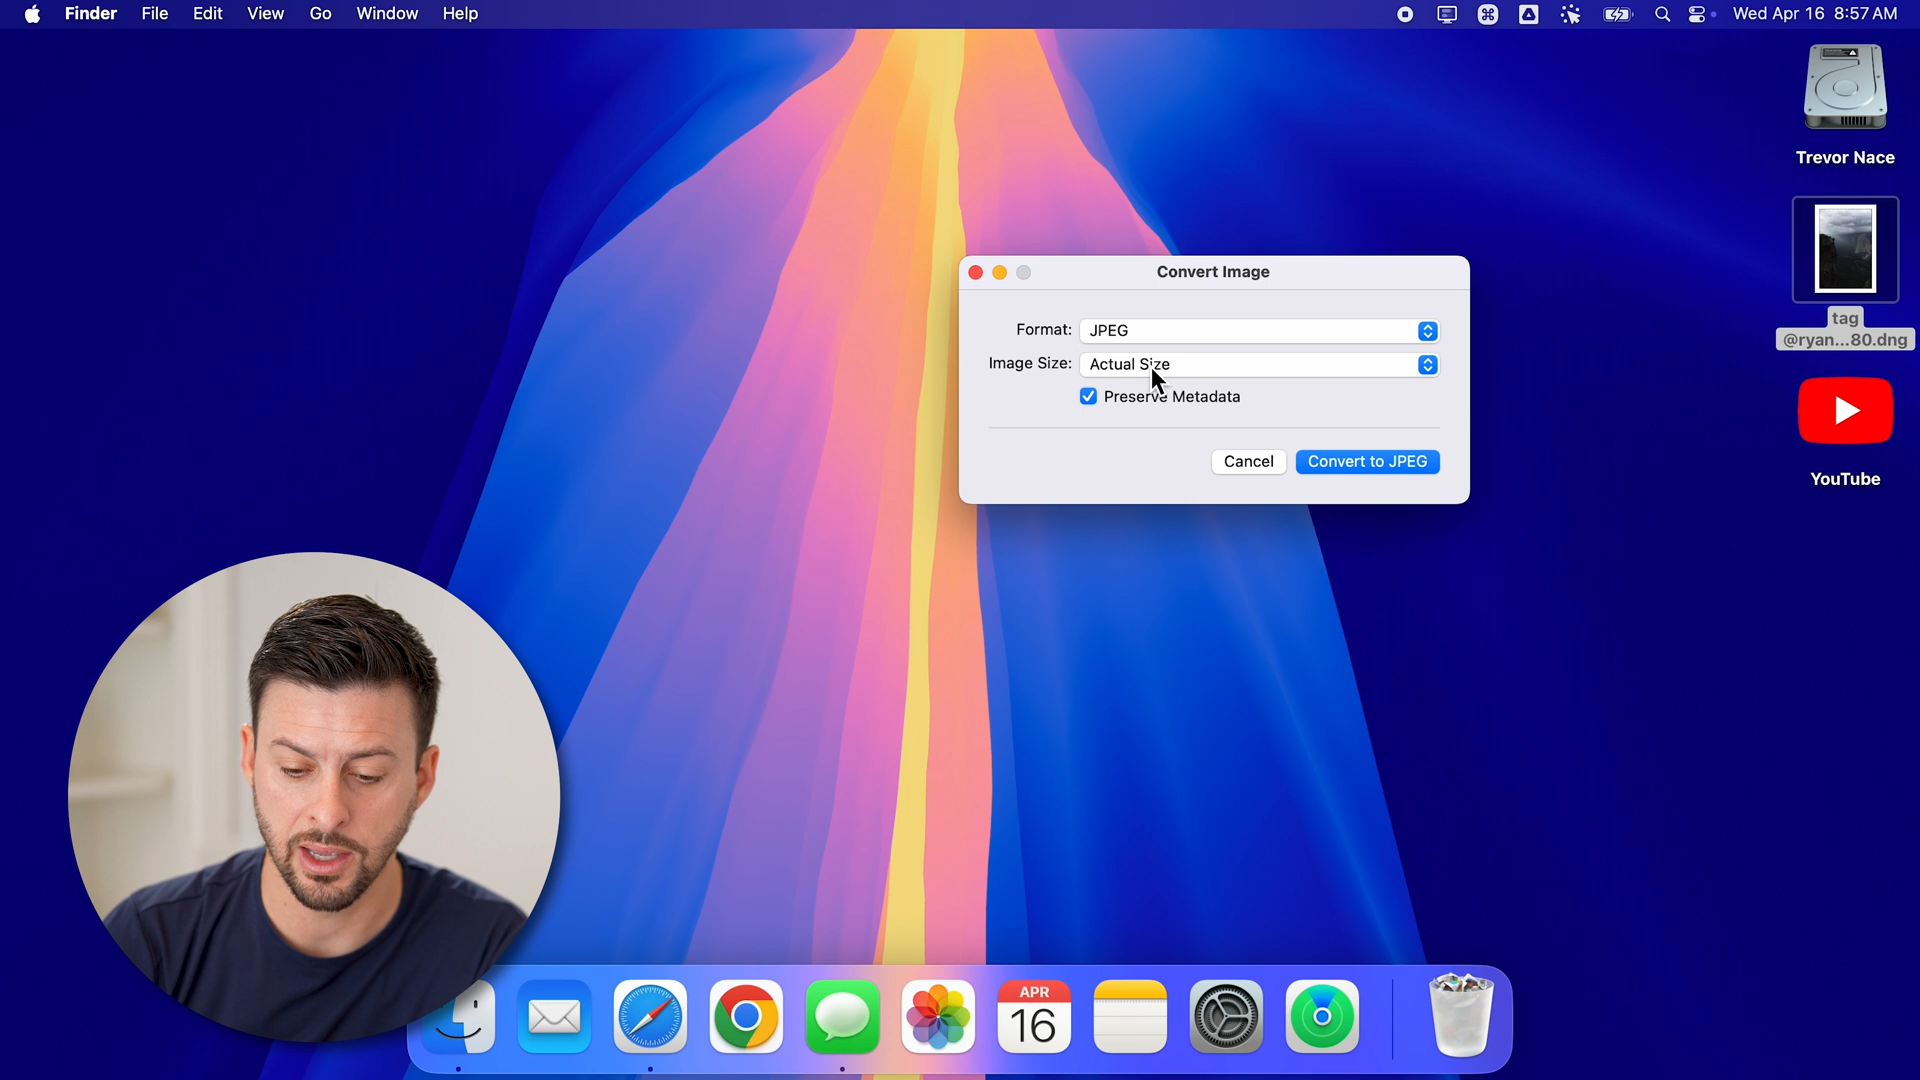 Finder File Edit View Go Window Help
Wed Apr 16 8:57 AM
Trevor Nace
tag
@ryan...80.dng
YouTube
Convert Image
Format: JPEG
Image Size: Actual Size
Preserve Metadata
Cancel Convert to JPEG
APR
16